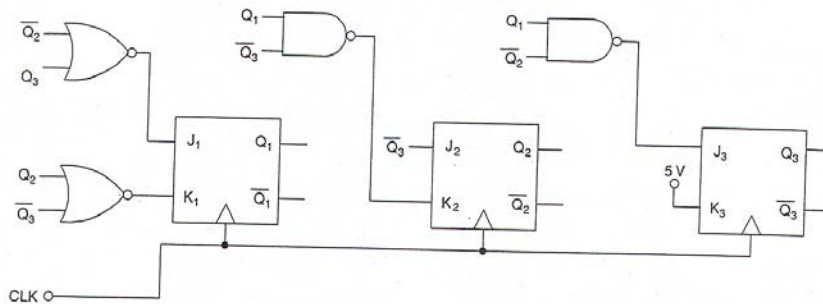 Q̅₂
Q₃
Q₁
Q̅₃
Q₁
Q̅₂
J₁
Q₁
Q̅₃
J₂
Q₂
J₃
Q₃
5 V
Q₂
Q̅₃
K₁
Q̅₁
K₂
Q̅₂
K₃
Q̅₃
CLK